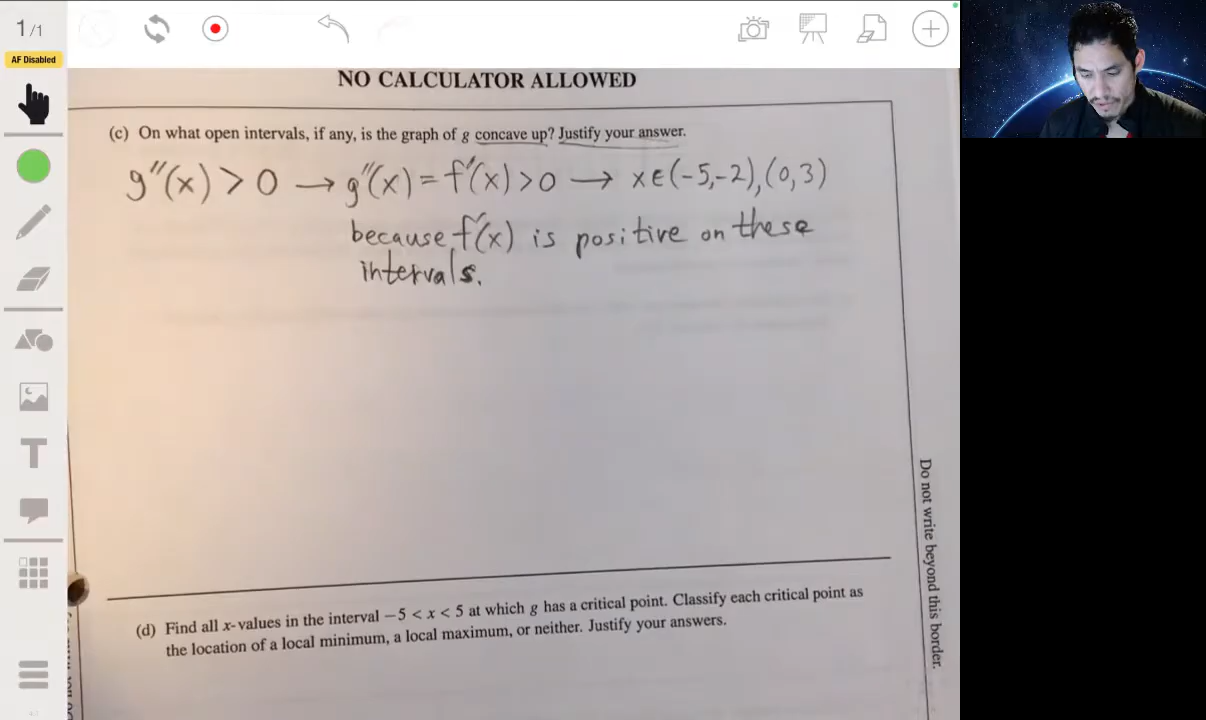 1/1
AF Disabled
NO CALCULATOR ALLOWED
(c) On what open intervals, if any, is the graph of g concave up? Justify your answer.
g''(x) > 0 → g''(x) = f'(x) > 0 → x∈(-5,-2),(0,3)
because f'(x) is positive on these
intervals.
(d) Find all x-values in the interval −5 < x < 5 at which g has a critical point. Classify each critical point as
the location of a local minimum, a local maximum, or neither. Justify your answers.
Do not write beyond this border.
T